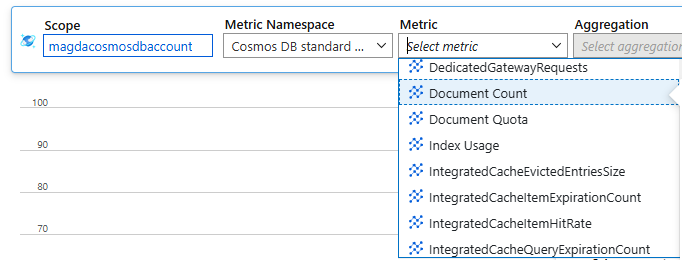 Scope Metric Namespace Metric Aggregation
magdacosmosdbaccount Cosmos DB standard ... Select metric Select aggregation
DedicatedGatewayRequests
100 Document Count
Document Quota
90 Index Usage
IntegratedCacheEvictedEntriesSize
80 IntegratedCacheItemExpirationCount
IntegratedCacheItemHitRate
70 IntegratedCacheQueryExpirationCount